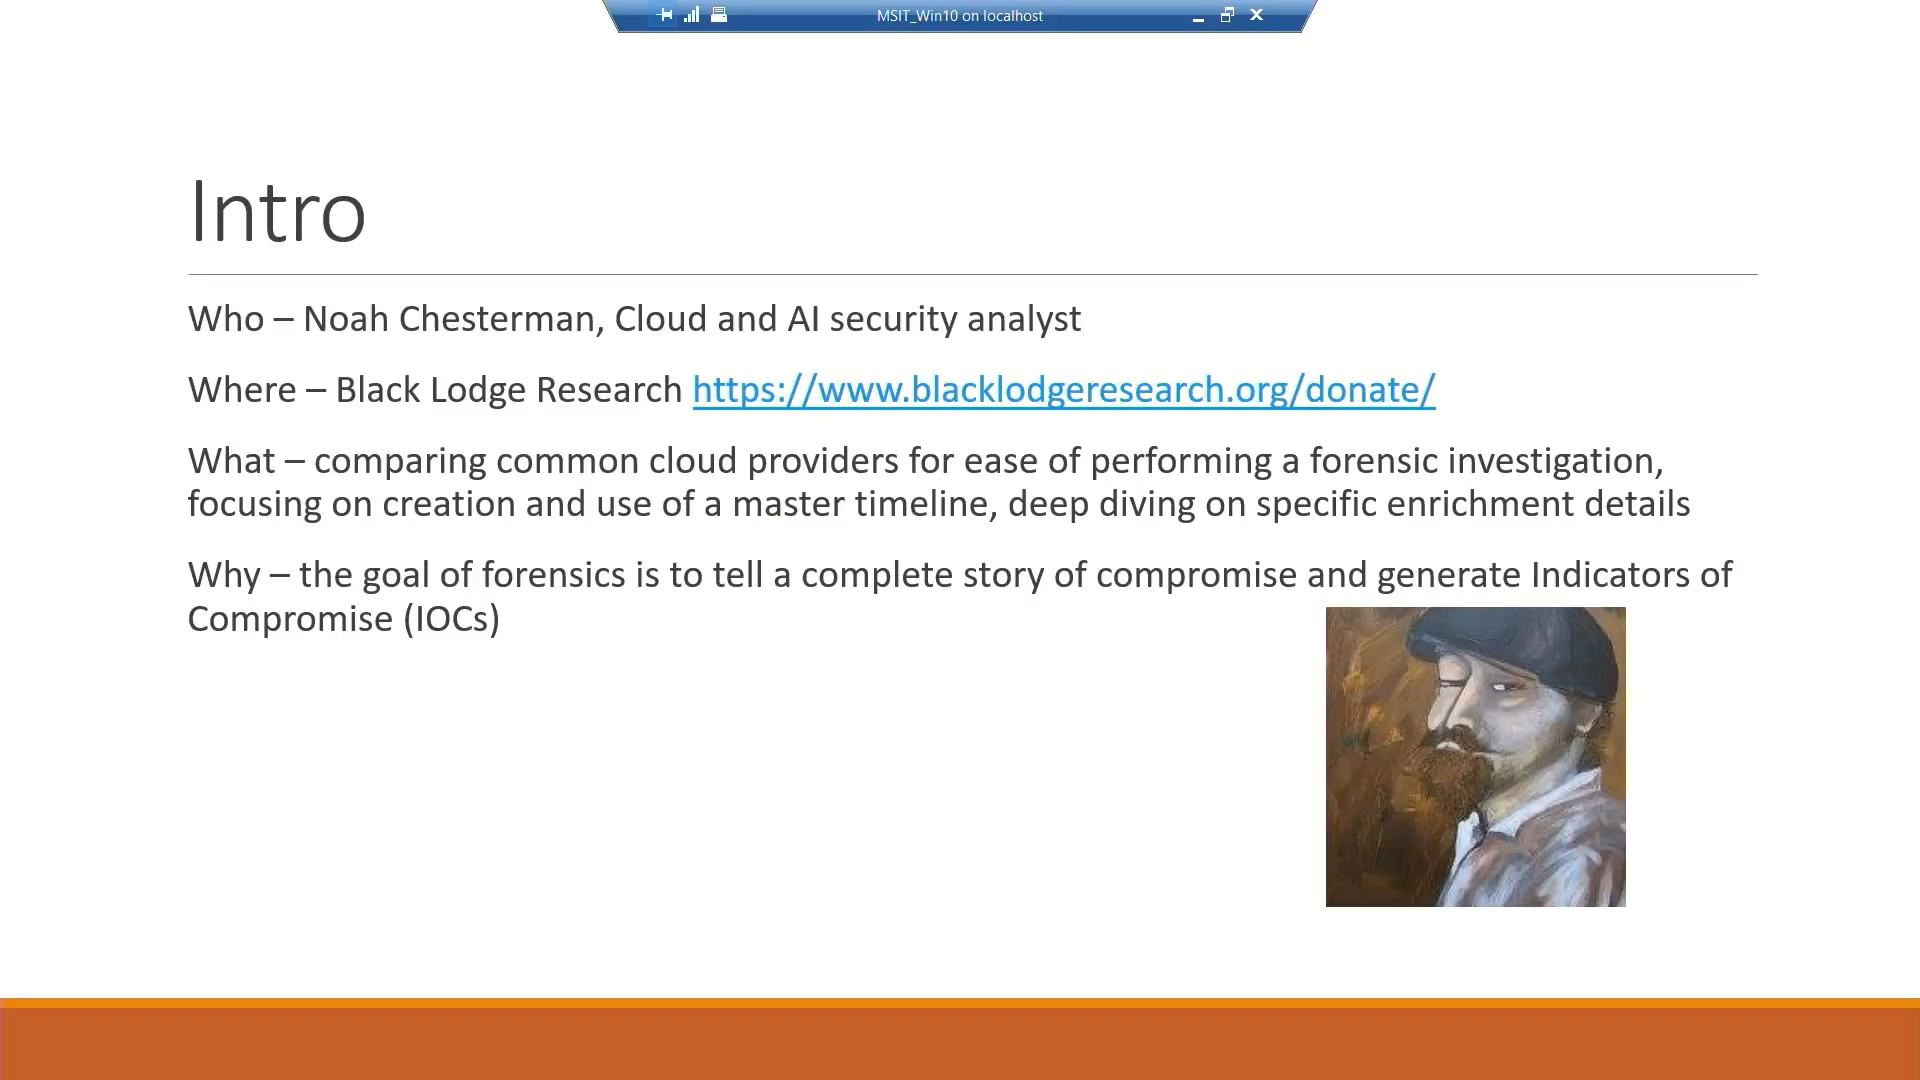 MSIT_Win10 on localhost
Intro
Who – Noah Chesterman, Cloud and AI security analyst
Where – Black Lodge Research https://www.blacklodgeresearch.org/donate/
What – comparing common cloud providers for ease of performing a forensic investigation,
focusing on creation and use of a master timeline, deep diving on specific enrichment details
Why – the goal of forensics is to tell a complete story of compromise and generate Indicators of
Compromise (IOCs)